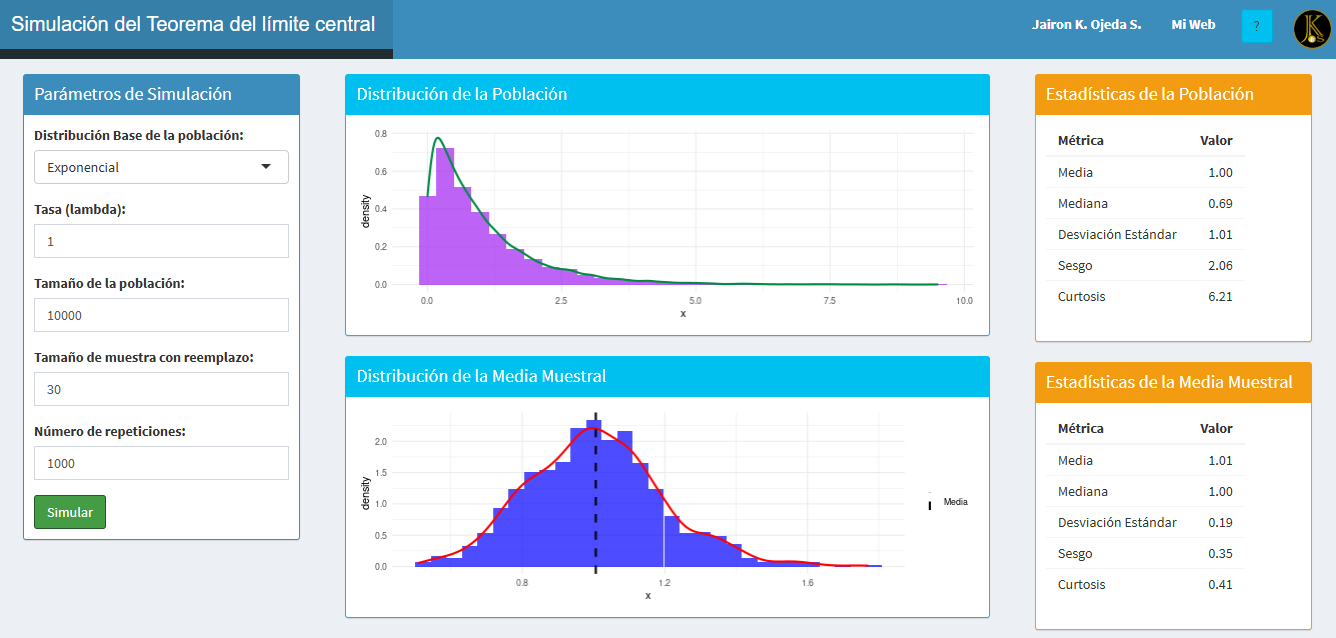 Simulación del Teorema del límite central
Jairon K. Ojeda S. Mi Web ?
JKos
Parámetros de Simulación
Distribución Base de la población:
Exponencial
Tasa (lambda):
1
Tamaño de la población:
10000
Tamaño de muestra con reemplazo:
30
Número de repeticiones:
1000
Simular
Distribución de la Población
density
0.8
0.6
0.4
0.2
0.0
0.0 2.5 5.0 7.5 10.0
x
Distribución de la Media Muestral
density
2.0
1.5
1.0
0.5
0.0
0.8 1.2 1.6
x
Media
Estadísticas de la Población
Métrica Valor
Media 1.00
Mediana 0.69
Desviación Estándar 1.01
Sesgo 2.06
Curtosis 6.21
Estadísticas de la Media Muestral
Métrica Valor
Media 1.01
Mediana 1.00
Desviación Estándar 0.19
Sesgo 0.35
Curtosis 0.41